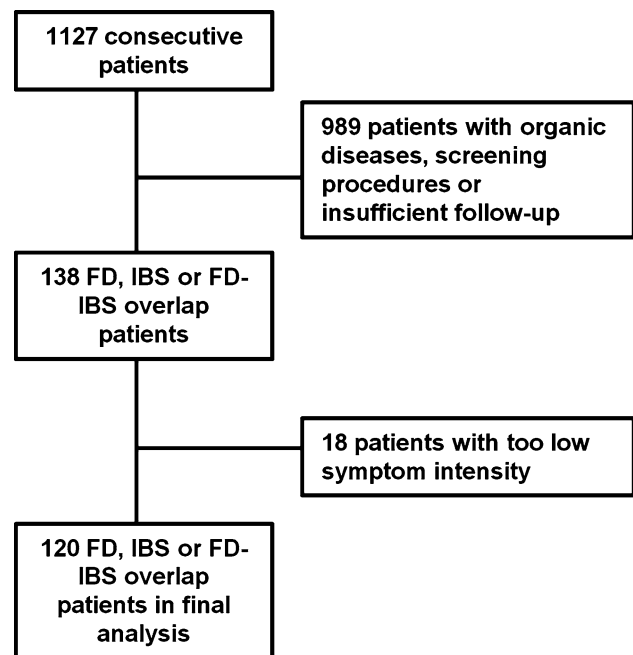 1127 consecutive
patients
989 patients with organic
diseases, screening
procedures or
insufficient follow-up
138 FD, IBS or FD-
IBS overlap
patients
18 patients with too low
symptom intensity
120 FD, IBS or FD-
IBS overlap
patients in final
analysis